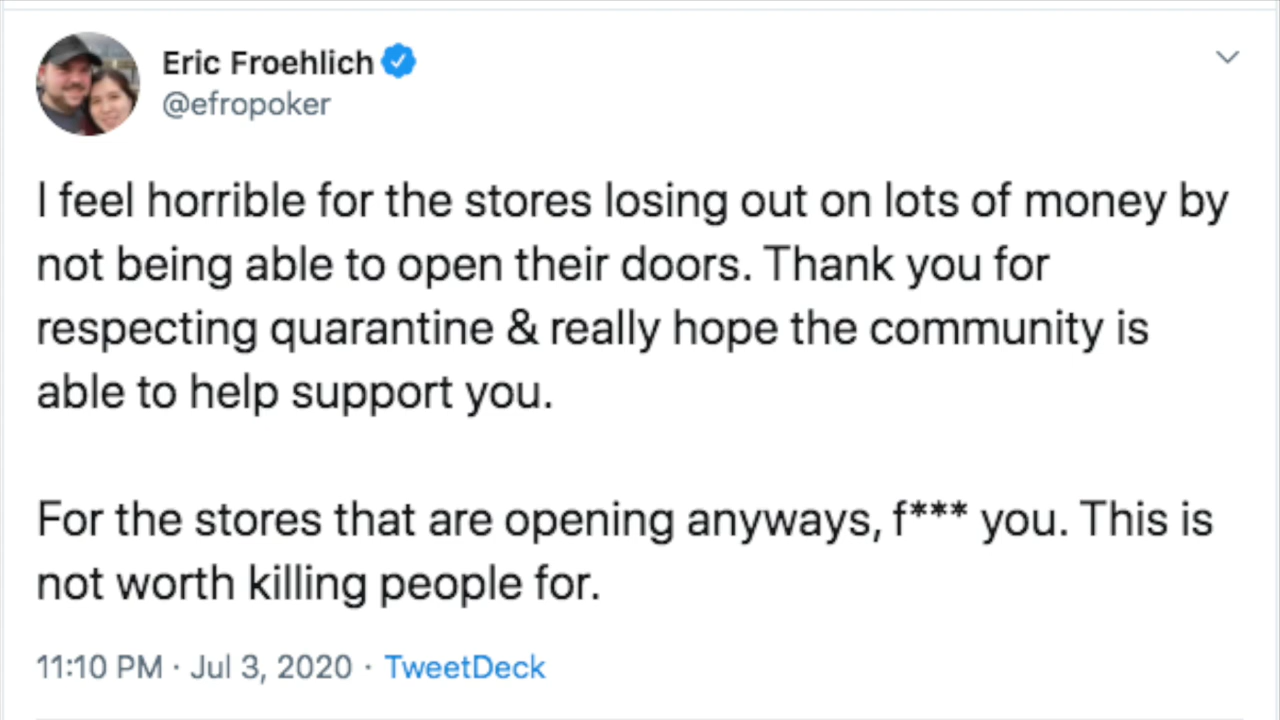 Eric Froehlich
@efropoker
I feel horrible for the stores losing out on lots of money by
not being able to open their doors. Thank you for
respecting quarantine & really hope the community is
able to help support you.
For the stores that are opening anyways, f*** you. This is
not worth killing people for.
11:10 PM · Jul 3, 2020 · TweetDeck